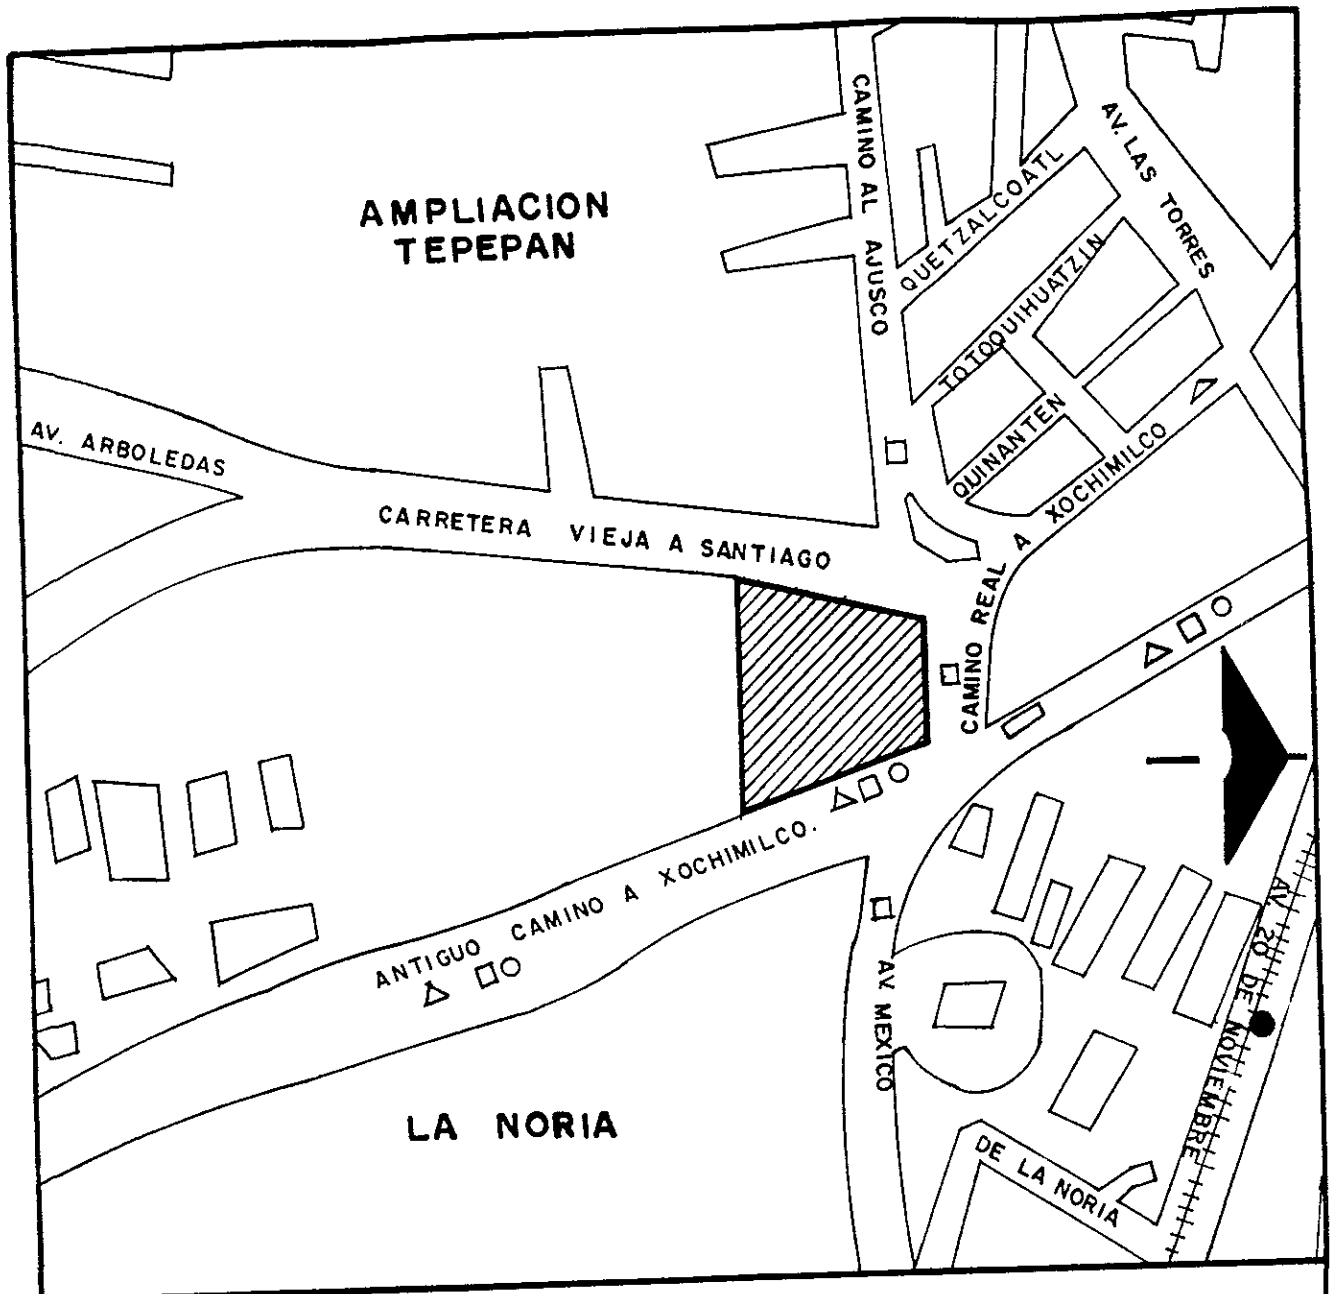 AMPLIACION
TEPEPAN
CAMINO AL AJUSCO
AV. LAS TORRES
QUETZALCOATL
TOTOQUIHUATZIN
QUINANTEN
AV. ARBOLEDAS
CARRETERA VIEJA A SANTIAGO
CAMINO REAL A XOCHIMILCO
ANTIGUO CAMINO A XOCHIMILCO.
AV. MEXICO
AV. 20 DE NOVIEMBRE
LA NORIA
DE LA NORIA